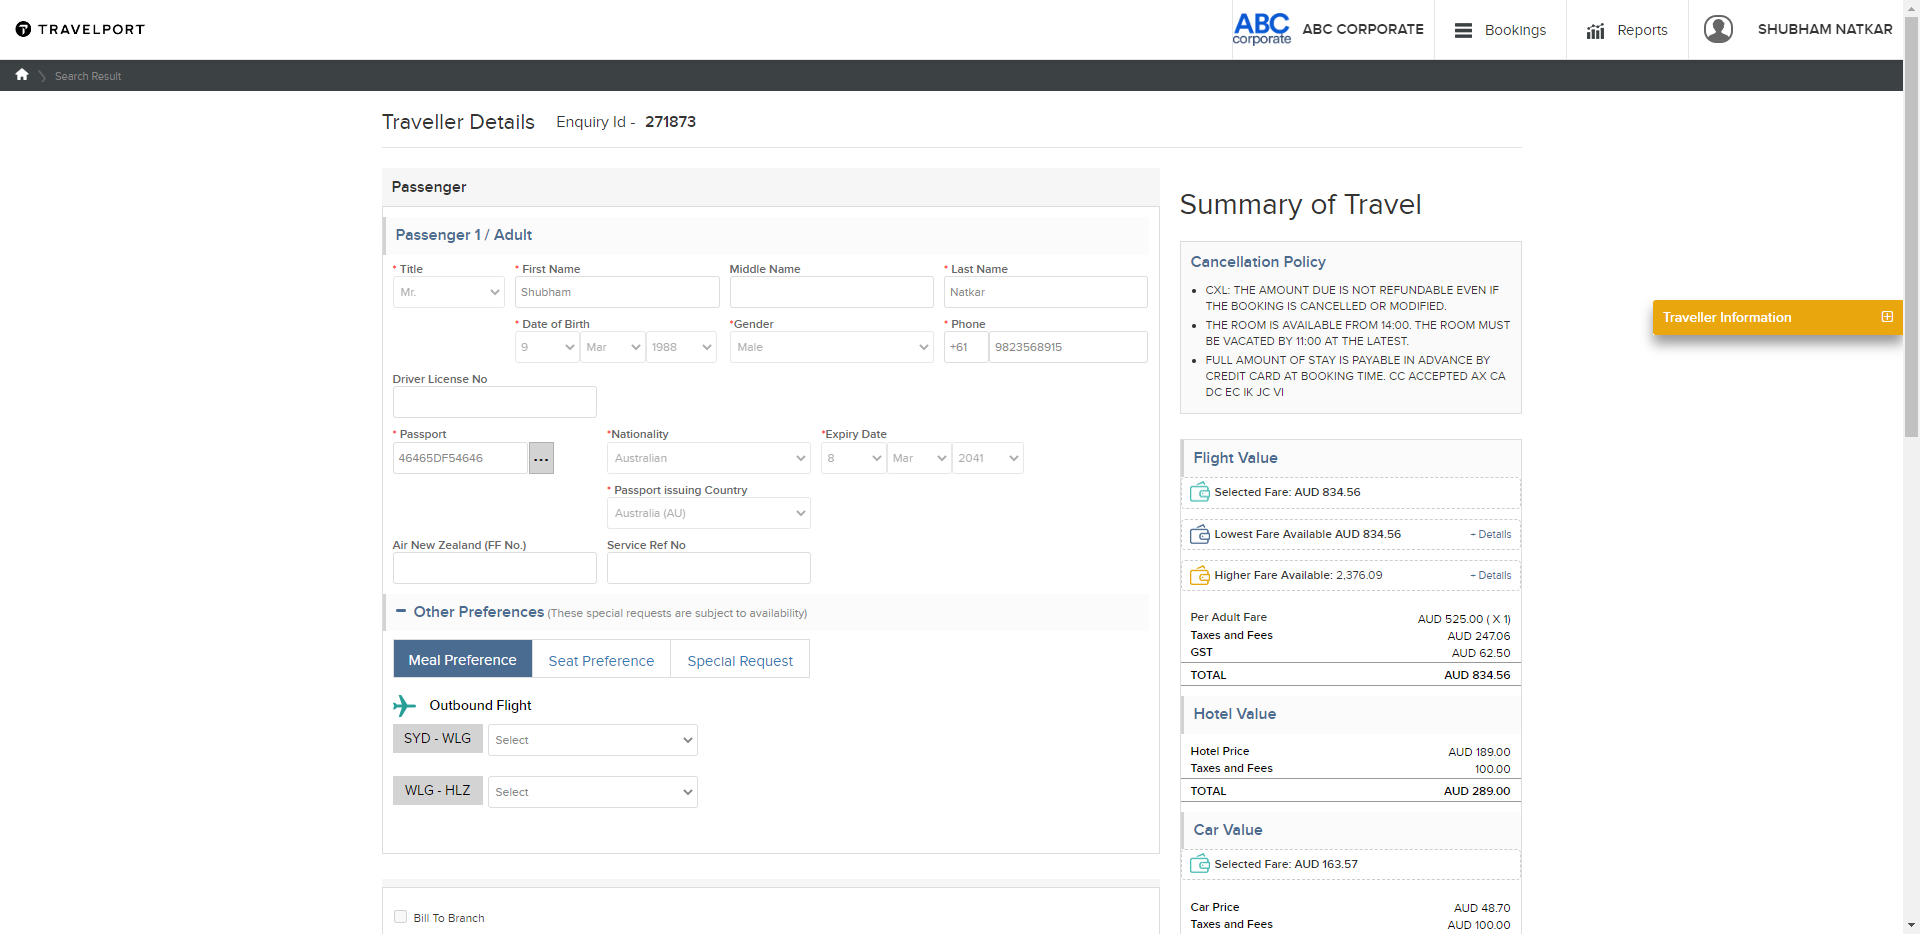 TRAVELPORT
ABC
corporate
ABC CORPORATE
Bookings
Reports
SHUBHAM NATKAR
Search Result
Traveller Details Enquiry Id - 271873
Passenger
Passenger 1 / Adult
* Title * First Name Middle Name * Last Name
Mr. Shubham Natkar
* Date of Birth *Gender * Phone
9 Mar 1988 Male +61 9823568915
Driver License No
* Passport *Nationality *Expiry Date
46465DF54646 ... Australian 8 Mar 2041
* Passport issuing Country
Australia (AU)
Air New Zealand (FF No.) Service Ref No
Other Preferences (These special requests are subject to availability)
Meal Preference Seat Preference Special Request
Outbound Flight
SYD - WLG Select
WLG - HLZ Select
Bill To Branch
Summary of Travel
Cancellation Policy
• CXL: THE AMOUNT DUE IS NOT REFUNDABLE EVEN IF
THE BOOKING IS CANCELLED OR MODIFIED.
• THE ROOM IS AVAILABLE FROM 14:00. THE ROOM MUST
BE VACATED BY 11:00 AT THE LATEST.
• FULL AMOUNT OF STAY IS PAYABLE IN ADVANCE BY
CREDIT CARD AT BOOKING TIME. CC ACCEPTED AX CA
DC EC IK JC VI
Flight Value
Selected Fare: AUD 834.56
Lowest Fare Available AUD 834.56 + Details
Higher Fare Available: 2,376.09 + Details
Per Adult Fare AUD 525.00 ( X 1)
Taxes and Fees AUD 247.06
GST AUD 62.50
TOTAL AUD 834.56
Hotel Value
Hotel Price AUD 189.00
Taxes and Fees 100.00
TOTAL AUD 289.00
Car Value
Selected Fare: AUD 163.57
Car Price AUD 48.70
Taxes and Fees AUD 100.00
Traveller Information